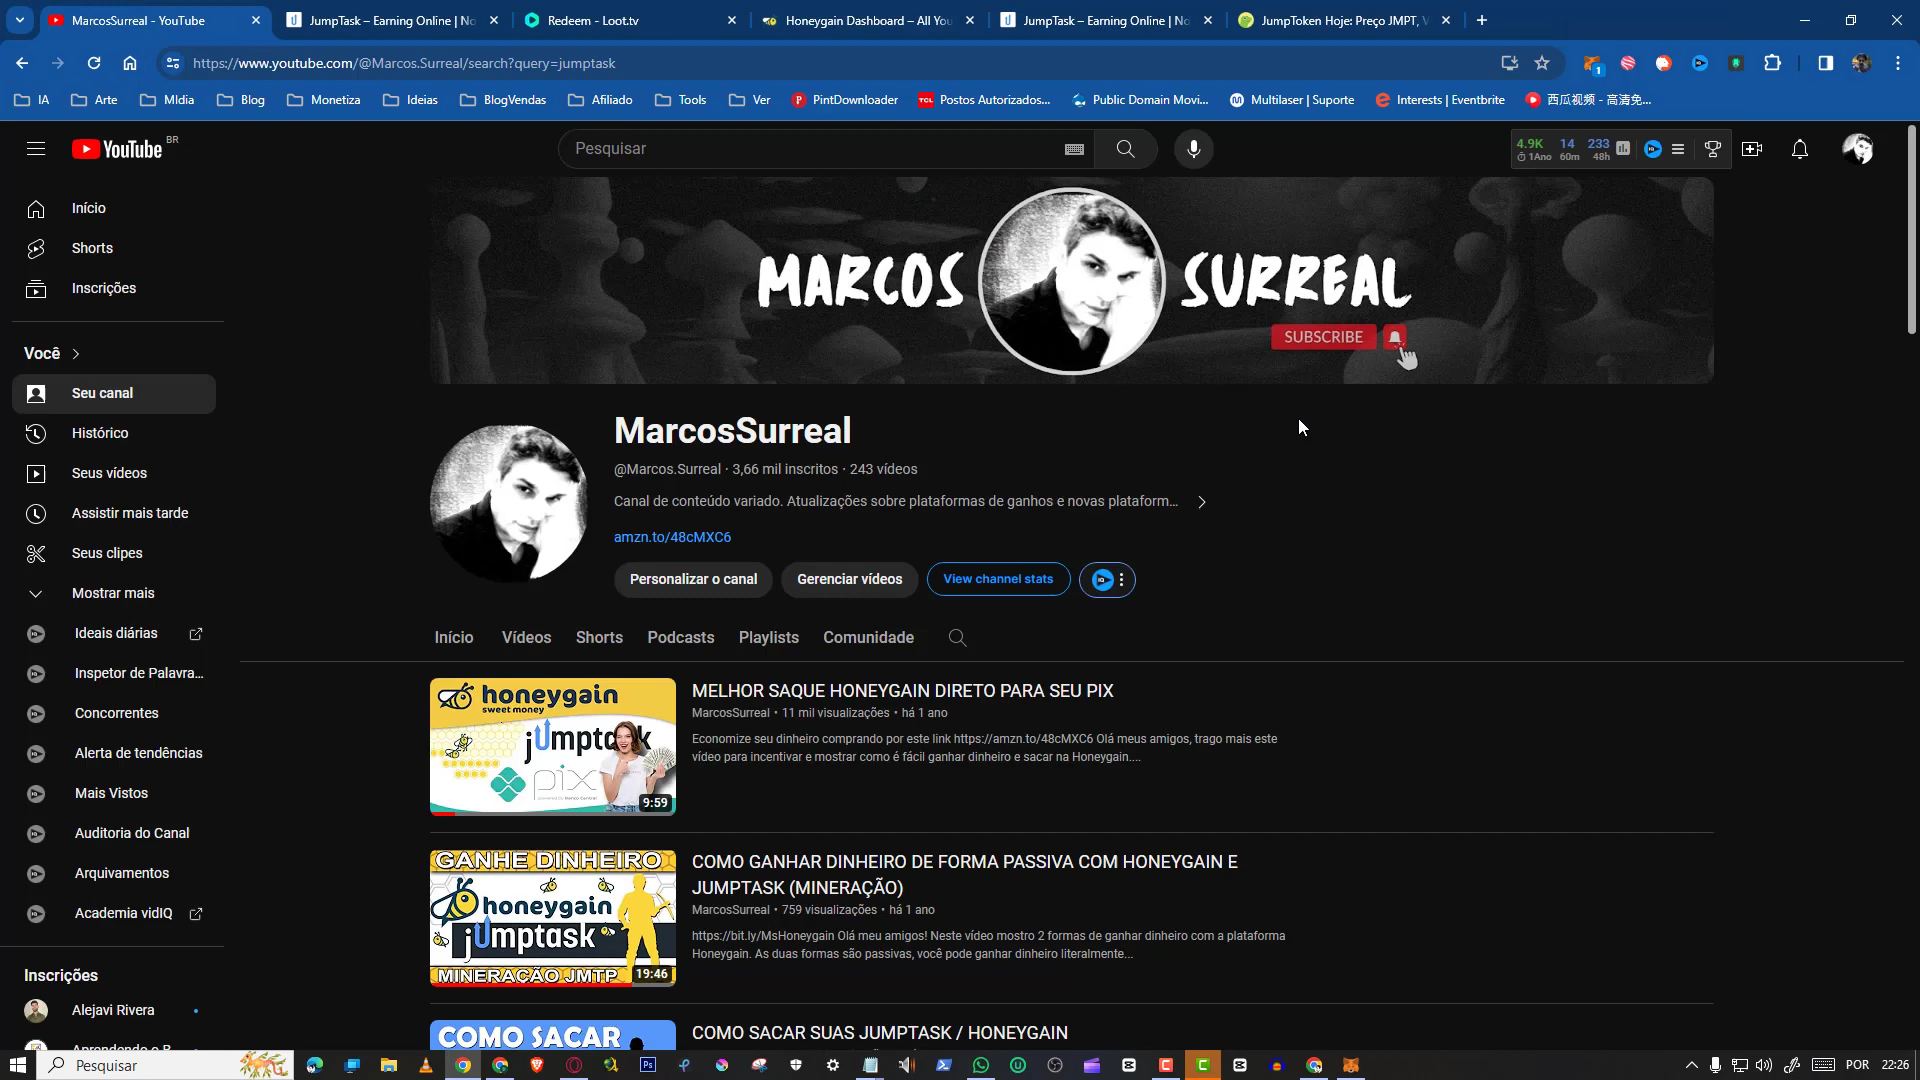 MarcosSurreal - YouTube
JumpTask – Earning Online | No
Redeem - Loot.tv
Honeygain Dashboard – All You
JumpTask – Earning Online | No
JumpToken Hoje: Preço JMPT, V
https://www.youtube.com/@Marcos.Surreal/search?query=jumptask
1
IA
Arte
MIdia
Blog
Monetiza
Ideias
BlogVendas
Afiliado
Tools
Ver
PintDownloader
TCL
Postos Autorizados...
Public Domain Movi...
Multilaser | Suporte
Interests | Eventbrite
西瓜视频 - 高清免...
YouTube BR
Pesquisar
4.9K 14 233
1Ano 60m 48h
Início
Shorts
Inscrições
Você
Seu canal
Histórico
Seus vídeos
Assistir mais tarde
Seus clipes
Mostrar mais
Ideais diárias
Inspetor de Palavra...
Concorrentes
Alerta de tendências
Mais Vistos
Auditoria do Canal
Arquivamentos
Academia vidIQ
Inscrições
Alejavi Rivera
MARCOS SURREAL
SUBSCRIBE
MarcosSurreal
@Marcos.Surreal · 3,66 mil inscritos · 243 vídeos
Canal de conteúdo variado. Atualizações sobre plataformas de ganhos e novas plataform...
amzn.to/48cMXC6
Personalizar o canal
Gerenciar vídeos
View channel stats
Início
Vídeos
Shorts
Podcasts
Playlists
Comunidade
honeygain
sweet money
jumptask
pix
9:59
MELHOR SAQUE HONEYGAIN DIRETO PARA SEU PIX
MarcosSurreal • 11 mil visualizações • há 1 ano
Economize seu dinheiro comprando por este link https://amzn.to/48cMXC6 Olá meus amigos, trago mais este
vídeo para incentivar e mostrar como é fácil ganhar dinheiro e sacar na Honeygain....
GANHE DINHEIRO
honeygain
jumptask
MINERAÇÃO JMTP
19:46
COMO GANHAR DINHEIRO DE FORMA PASSIVA COM HONEYGAIN E
JUMPTASK (MINERAÇÃO)
MarcosSurreal • 759 visualizações • há 1 ano
https://bit.ly/MsHoneygain Olá meu amigos! Neste vídeo mostro 2 formas de ganhar dinheiro com a plataforma
Honeygain. As duas formas são passivas, você pode ganhar dinheiro literalmente...
COMO SACAR
COMO SACAR SUAS JUMPTASK / HONEYGAIN
Pesquisar
POR
22:26